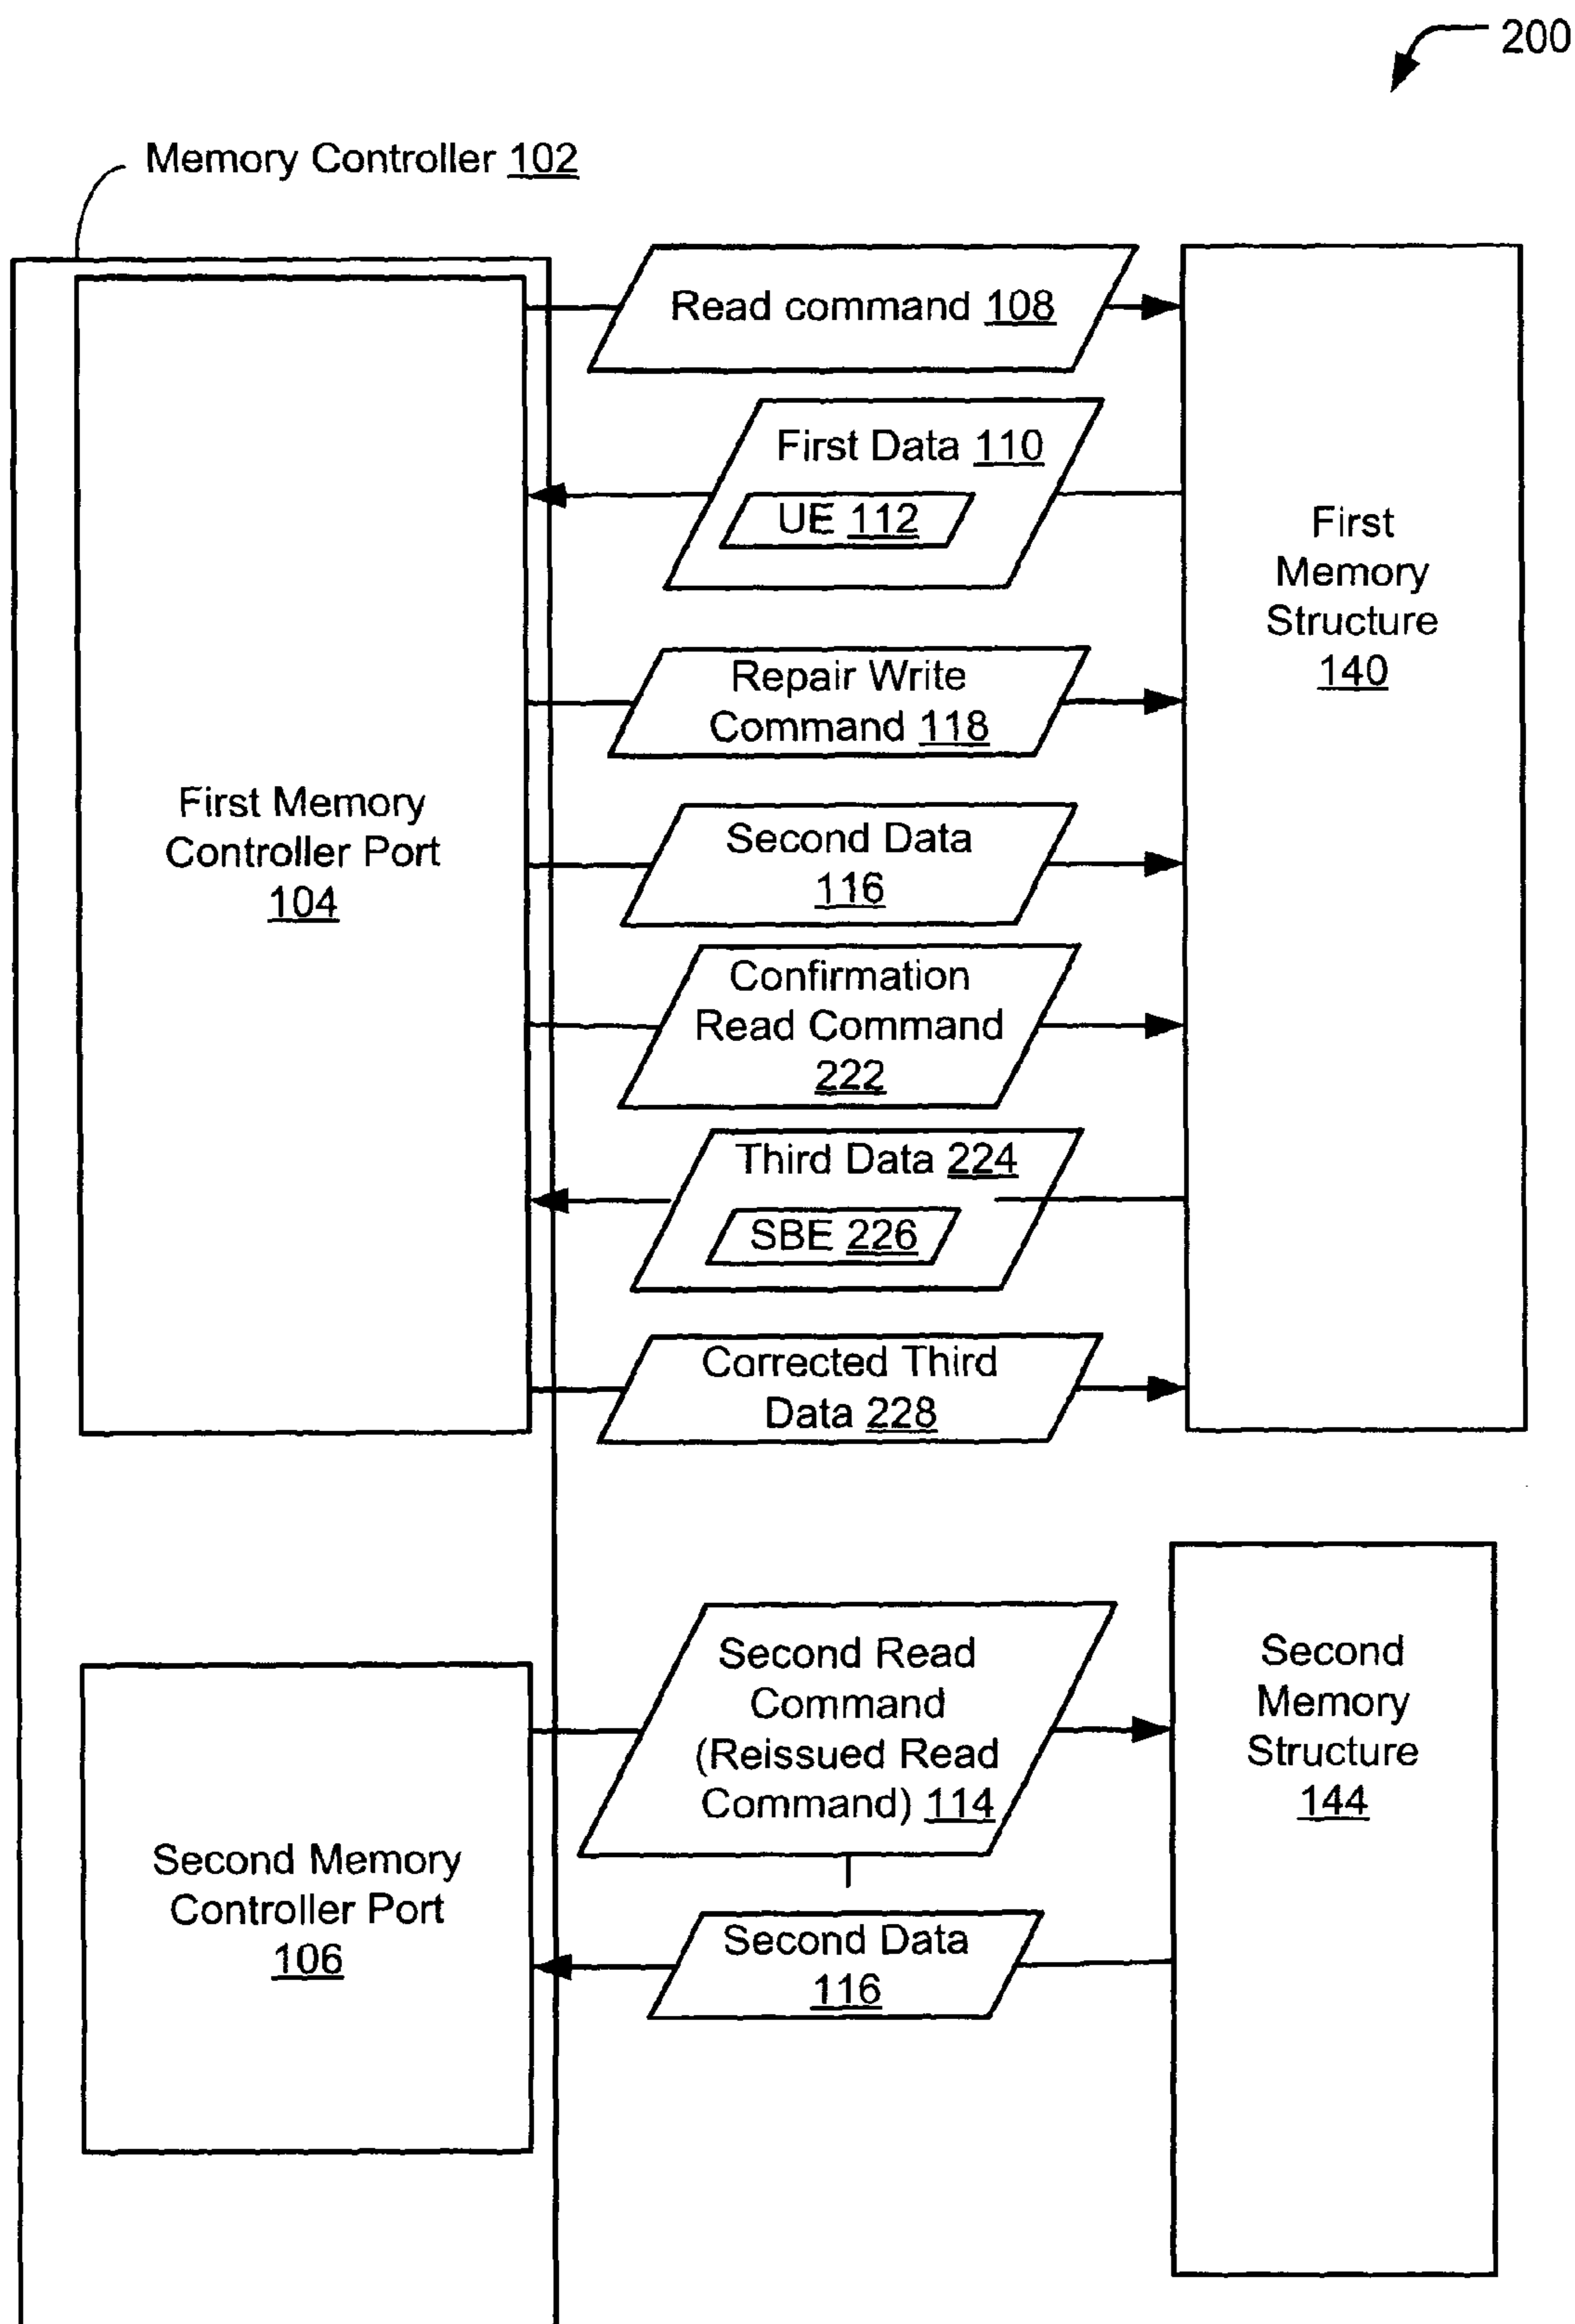 200
Memory Controller 102
Read command 108
First Data 110
UE 112
First
Memory
Structure
140
Repair Write
Command 118
First Memory
Controller Port
104
Second Data
116
Confirmation
Read Command
222
Third Data 224
SBE 226
Corrected Third
Data 228
Second Read
Command
(Reissued Read
Command) 114
Second
Memory
Structure
144
Second Memory
Controller Port
106
Second Data
116